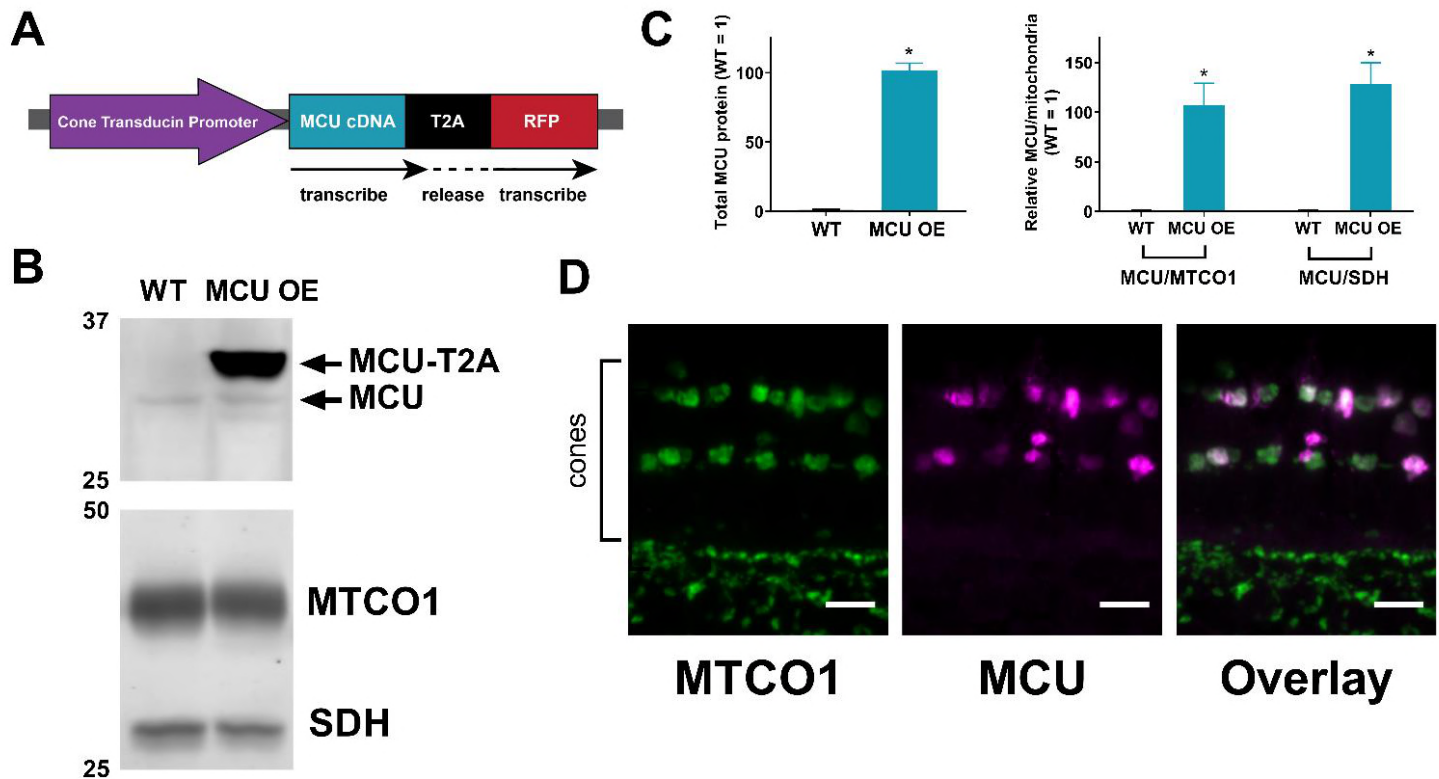 A
Cone Transducin Promoter
MCU cDNA
T2A
RFP
transcribe
release
transcribe
B
WT
MCU OE
37
MCU-T2A
MCU
25
50
MTCO1
SDH
25
C
Total MCU protein (WT = 1)
100
50
0
*
WT
MCU OE
Relative MCU/mitochondria
(WT = 1)
150
100
50
0
*
*
WT
MCU OE
WT
MCU OE
MCU/MTCO1
MCU/SDH
D
cones
MTCO1
MCU
Overlay